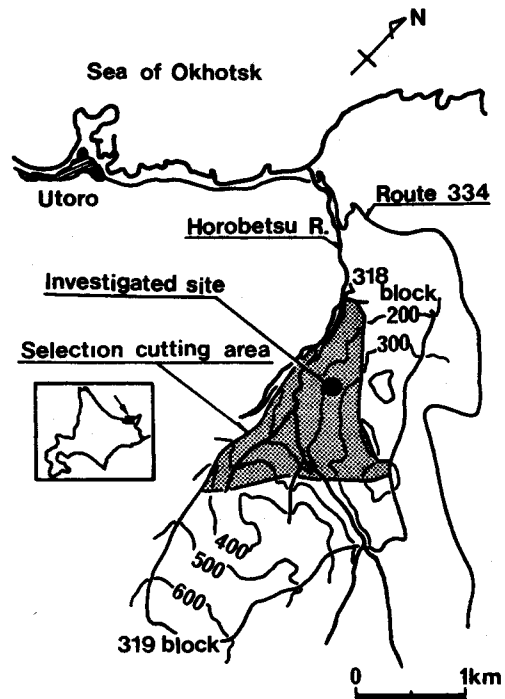 N
Sea of Okhotsk
Utoro
Route 334
Horobetsu R.
318
block
Investigated site
200
300
Selection cutting area
400
500
600
319 block
0 1km